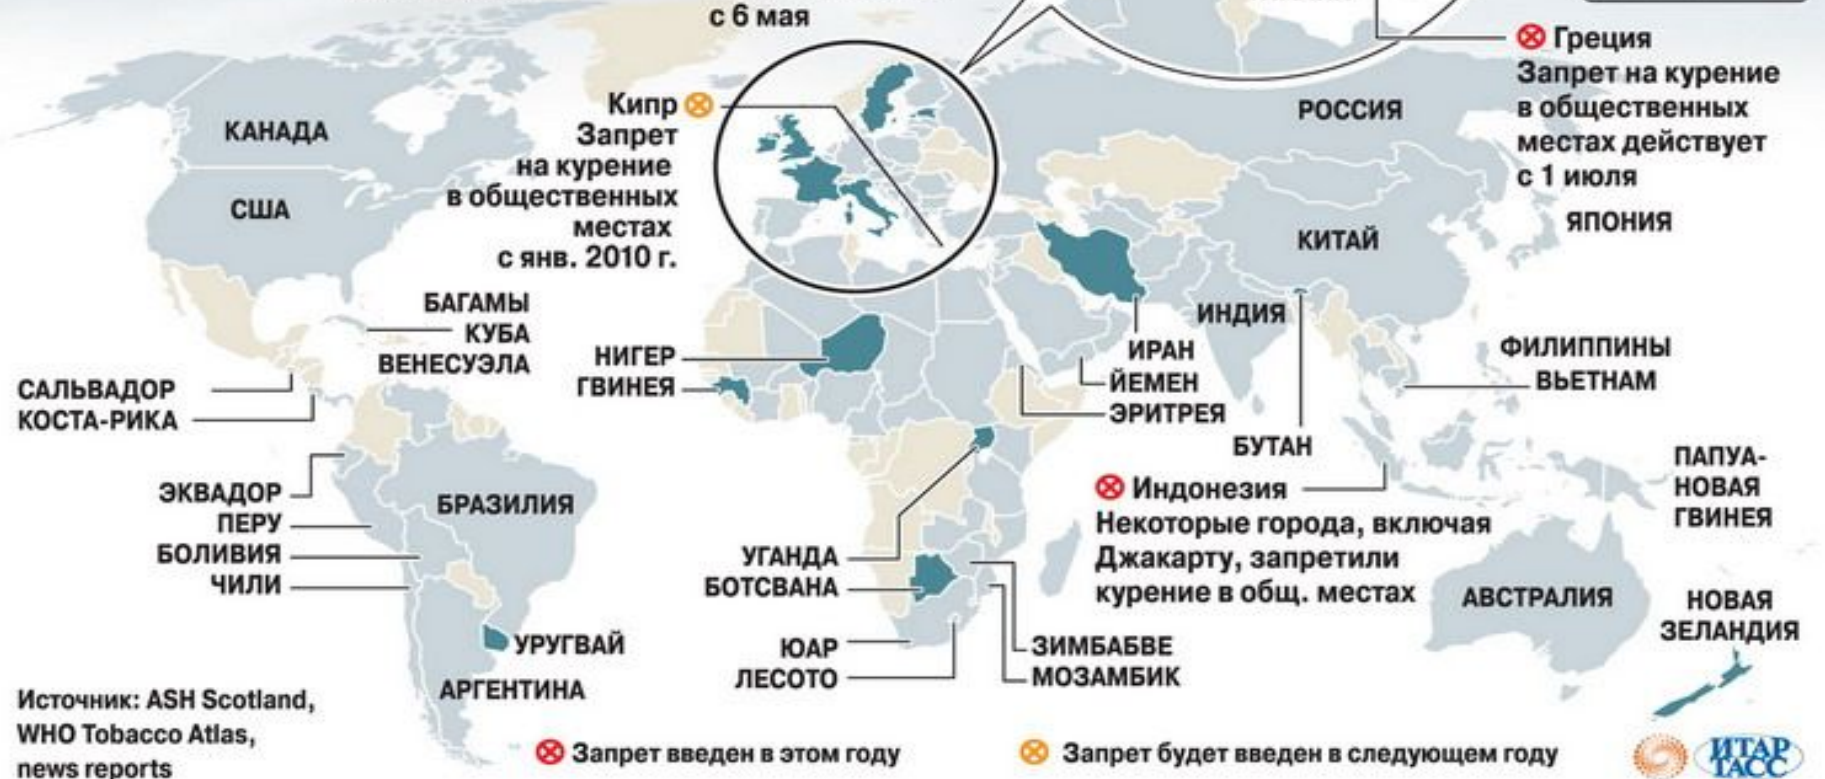 с 6 мая
Греция
Запрет на курение
в общественных
местах действует
с 1 июля
Кипр
Запрет
на курение
в общественных
местах
с янв. 2010 г.
КАНАДА
США
РОССИЯ
ЯПОНИЯ
КИТАЙ
ИНДИЯ
БАГАМЫ
КУБА
ВЕНЕСУЭЛА
САЛЬВАДОР
КОСТА-РИКА
НИГЕР
ГВИНЕЯ
ИРАН
ЙЕМЕН
ЭРИТРЕЯ
БУТАН
ФИЛИППИНЫ
ВЬЕТНАМ
ЭКВАДОР
ПЕРУ
БОЛИВИЯ
ЧИЛИ
БРАЗИЛИЯ
УРУГВАЙ
АРГЕНТИНА
УГАНДА
БОТСВАНА
ЮАР
ЛЕСОТО
ЗИМБАБВЕ
МОЗАМБИК
Индонезия
Некоторые города, включая
Джакарту, запретили
курение в общ. местах
ПАПУА-
НОВАЯ
ГВИНЕЯ
АВСТРАЛИЯ
НОВАЯ
ЗЕЛАНДИЯ
Источник: ASH Scotland,
WHO Tobacco Atlas,
news reports
Запрет введен в этом году
Запрет будет введен в следующем году
ИТАР
ТАСС